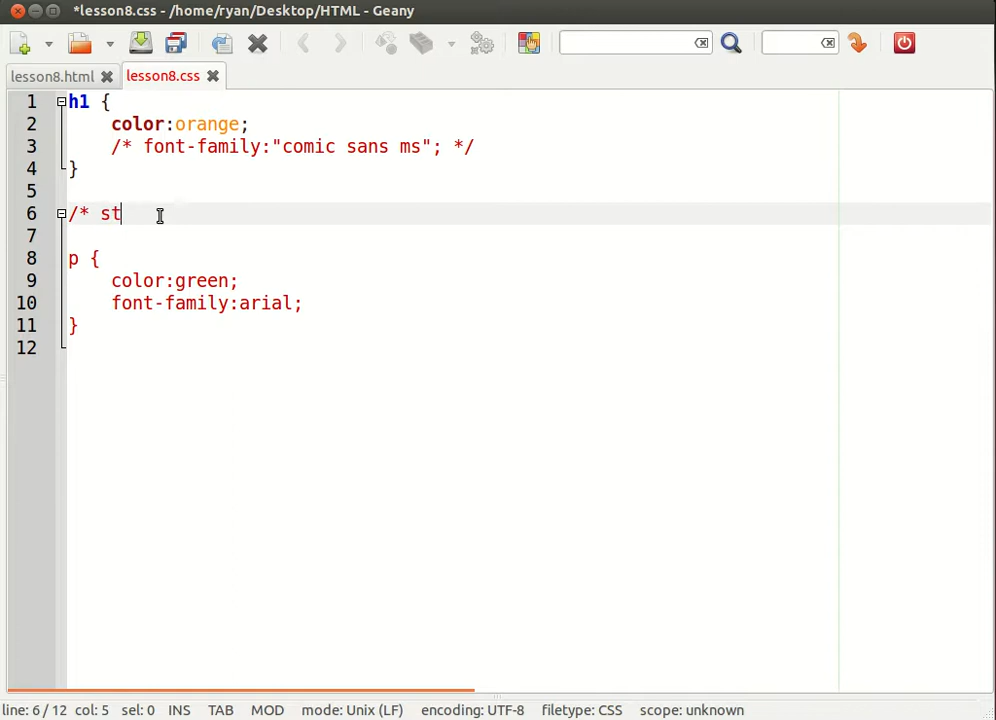 *lesson8.css - /home/ryan/Desktop/HTML - Geany
lesson8.html lesson8.css
1 h1 {
2 color:orange;
3 /* font-family:"comic sans ms"; */
4 }
5
6 /* st
7
8 p {
9 color:green;
10 font-family:arial;
11 }
12
line: 6 / 12 col: 5 sel: 0 INS TAB MOD mode: Unix (LF) encoding: UTF-8 filetype: CSS scope: unknown